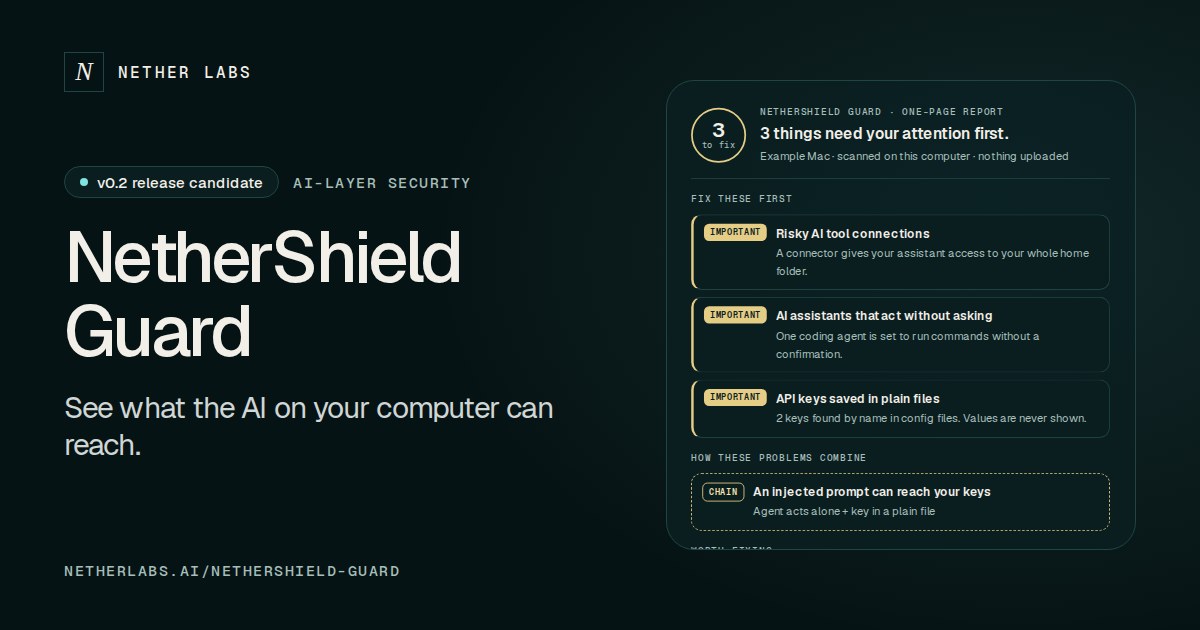 N
NETHER LABS
v0.2 release candidate
AI-LAYER SECURITY
NetherShield
Guard
See what the AI on your computer can
reach.
NETHERLABS.AI/NETHERSHIELD-GUARD
3
to fix
NETHERSHIELD GUARD · ONE-PAGE REPORT
3 things need your attention first.
Example Mac · scanned on this computer · nothing uploaded
FIX THESE FIRST
IMPORTANT
Risky AI tool connections
A connector gives your assistant access to your whole home
folder.
IMPORTANT
AI assistants that act without asking
One coding agent is set to run commands without a
confirmation.
IMPORTANT
API keys saved in plain files
2 keys found by name in config files. Values are never shown.
HOW THESE PROBLEMS COMBINE
CHAIN
An injected prompt can reach your keys
Agent acts alone + key in a plain file
WORTH FIXING